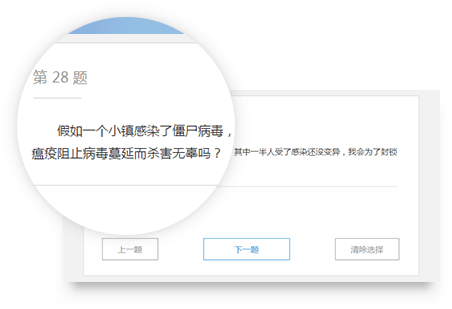 第 28 题
假如一个小镇感染了僵尸病毒，其中一半人受了感染还没变异，我会为了封锁
瘟疫阻止病毒蔓延而杀害无辜吗？
上一题
下一题
清除选择